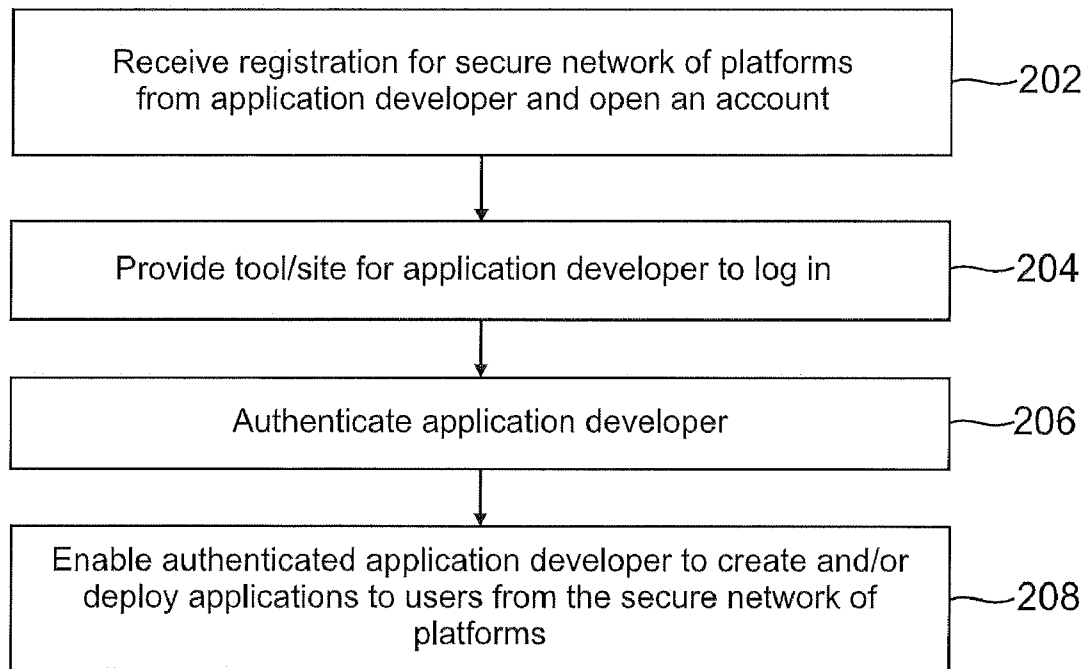 Receive registration for secure network of platforms
from application developer and open an account
202
Provide tool/site for application developer to log in
204
Authenticate application developer
206
Enable authenticated application developer to create and/or
deploy applications to users from the secure network of
platforms
208